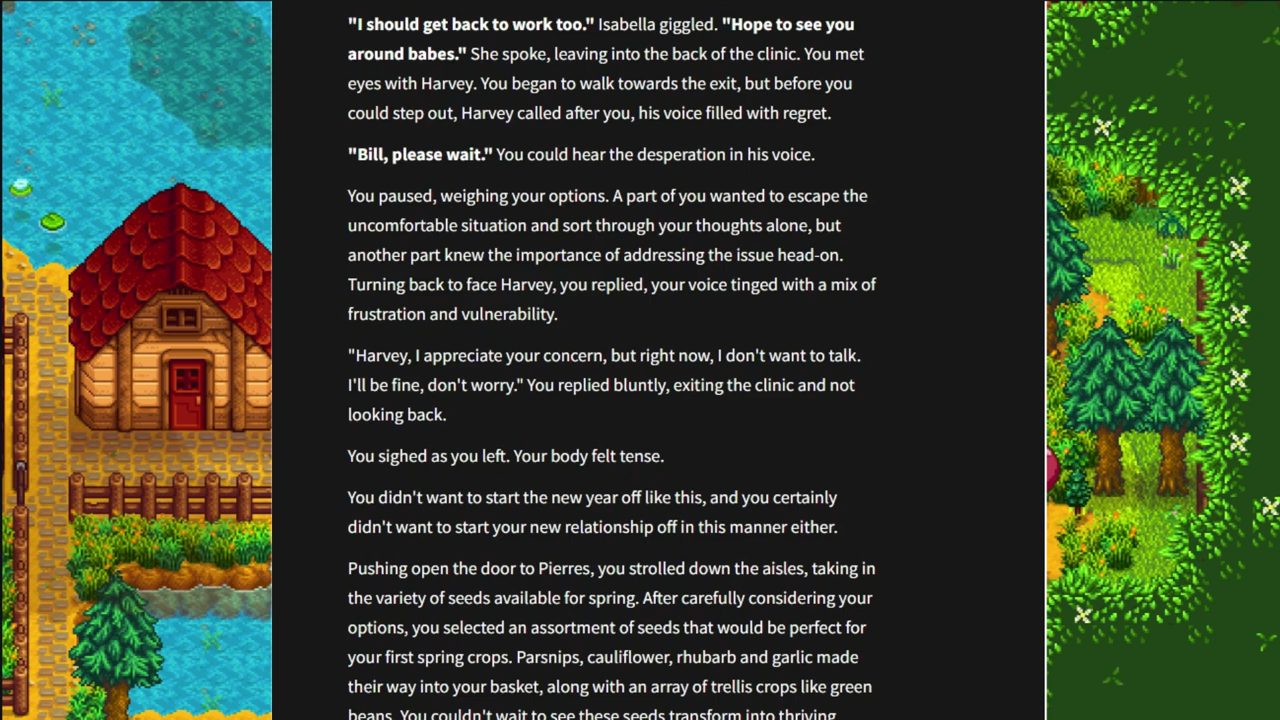 "I should get back to work too." Isabella giggled. "Hope to see you
around babes." She spoke, leaving into the back of the clinic. You met
eyes with Harvey. You began to walk towards the exit, but before you
could step out, Harvey called after you, his voice filled with regret.
"Bill, please wait." You could hear the desperation in his voice.
You paused, weighing your options. A part of you wanted to escape the
uncomfortable situation and sort through your thoughts alone, but
another part knew the importance of addressing the issue head-on.
Turning back to face Harvey, you replied, your voice tinged with a mix of
frustration and vulnerability.
"Harvey, I appreciate your concern, but right now, I don't want to talk.
I'll be fine, don't worry." You replied bluntly, exiting the clinic and not
looking back.
You sighed as you left. Your body felt tense.
You didn't want to start the new year off like this, and you certainly
didn't want to start your new relationship off in this manner either.
Pushing open the door to Pierres, you strolled down the aisles, taking in
the variety of seeds available for spring. After carefully considering your
options, you selected an assortment of seeds that would be perfect for
your first spring crops. Parsnips, cauliflower, rhubarb and garlic made
their way into your basket, along with an array of trellis crops like green
beans. You couldn't wait to see these seeds transform into thriving